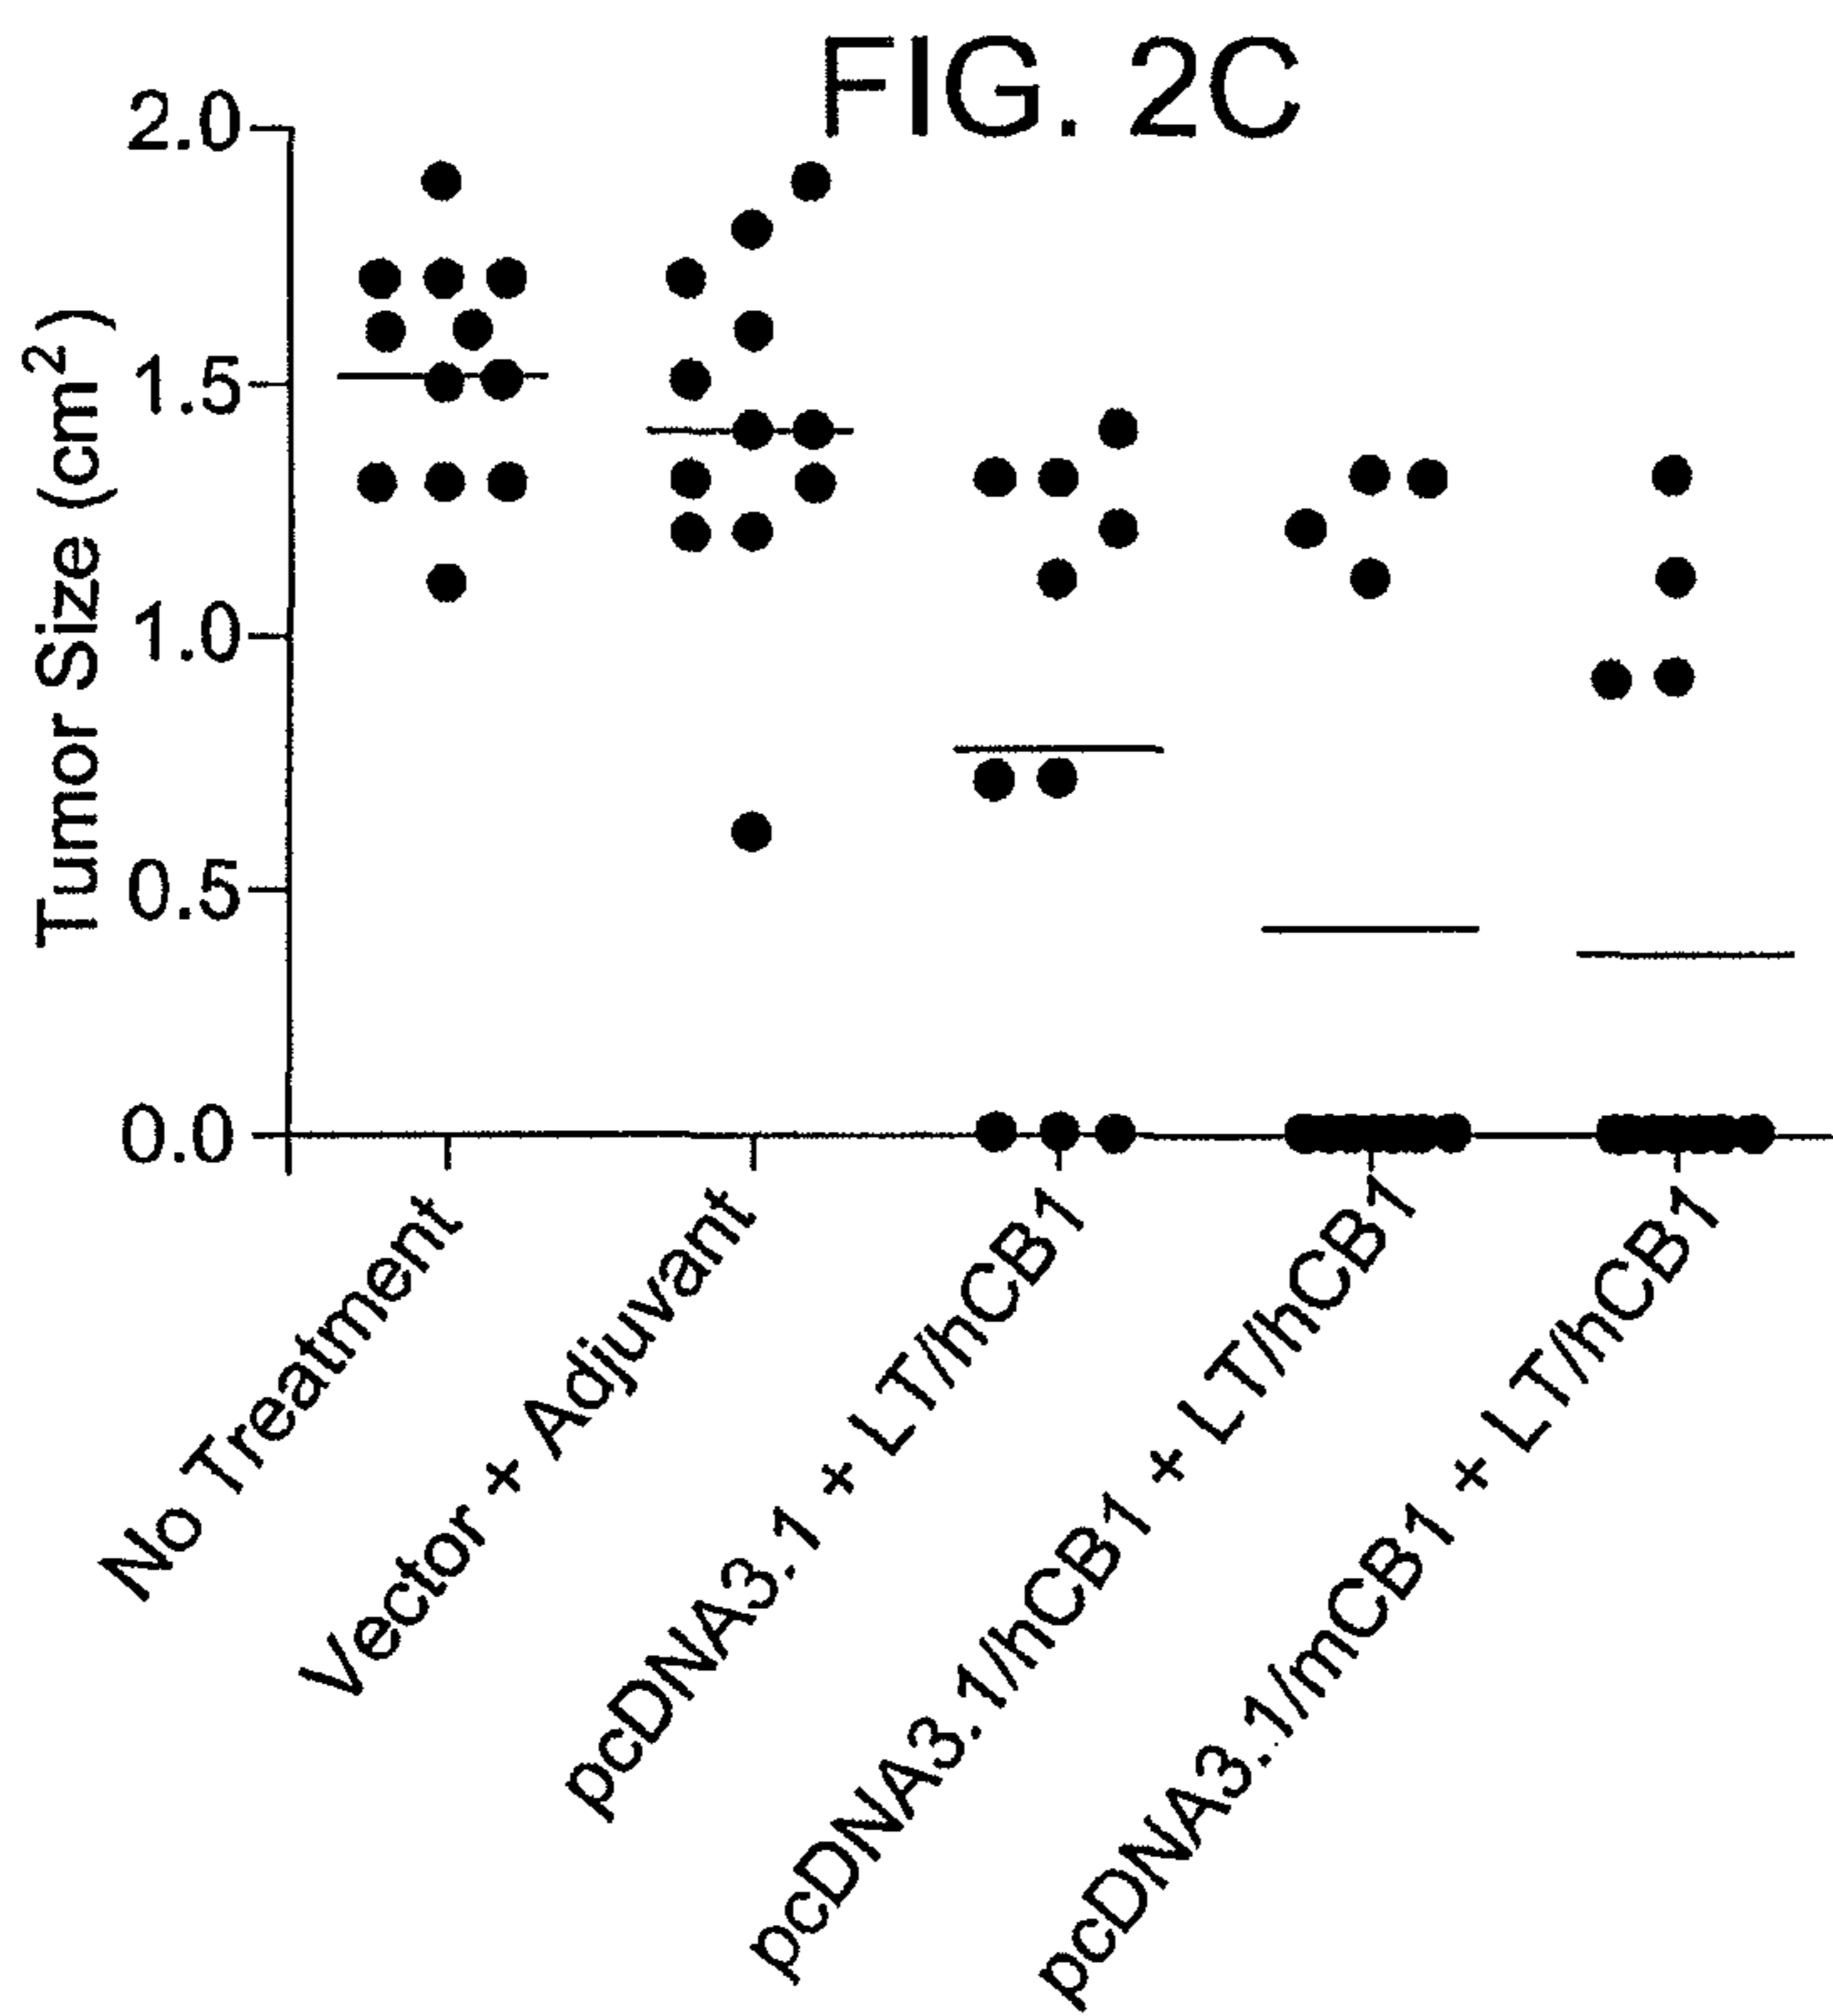 FIG. 2C
Tumor Size (cm²)
2.0
1.5
1.0
0.5
0.0
No Treatment
Vector + Adjuvant
pcDNA3.1 + LT/hCB1
pcDNA3.1/hCB1 + LT/hCB1
pcDNA3.1/mCB1 + LT/hCB1